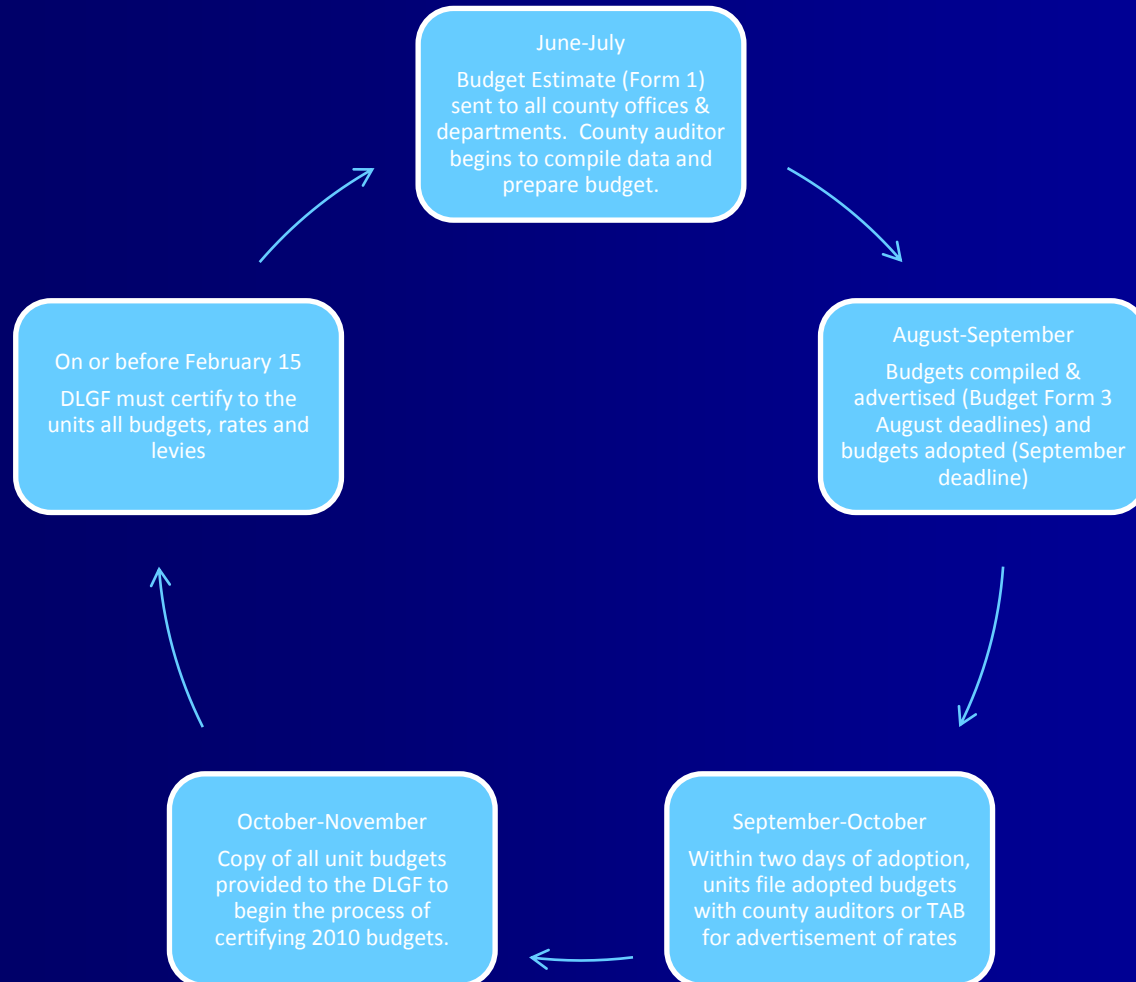 June-July
Budget Estimate (Form 1)
sent to all county offices &
departments.  County auditor
begins to compile data and
prepare budget.
August-September
Budgets compiled &
advertised (Budget Form 3
August deadlines) and
budgets adopted (September
deadline)
September-October
Within two days of adoption,
units file adopted budgets
with county auditors or TAB
for advertisement of rates
October-November
Copy of all unit budgets
provided to the DLGF to
begin the process of
certifying 2010 budgets.
On or before February 15
DLGF must certify to the
units all budgets, rates and
levies